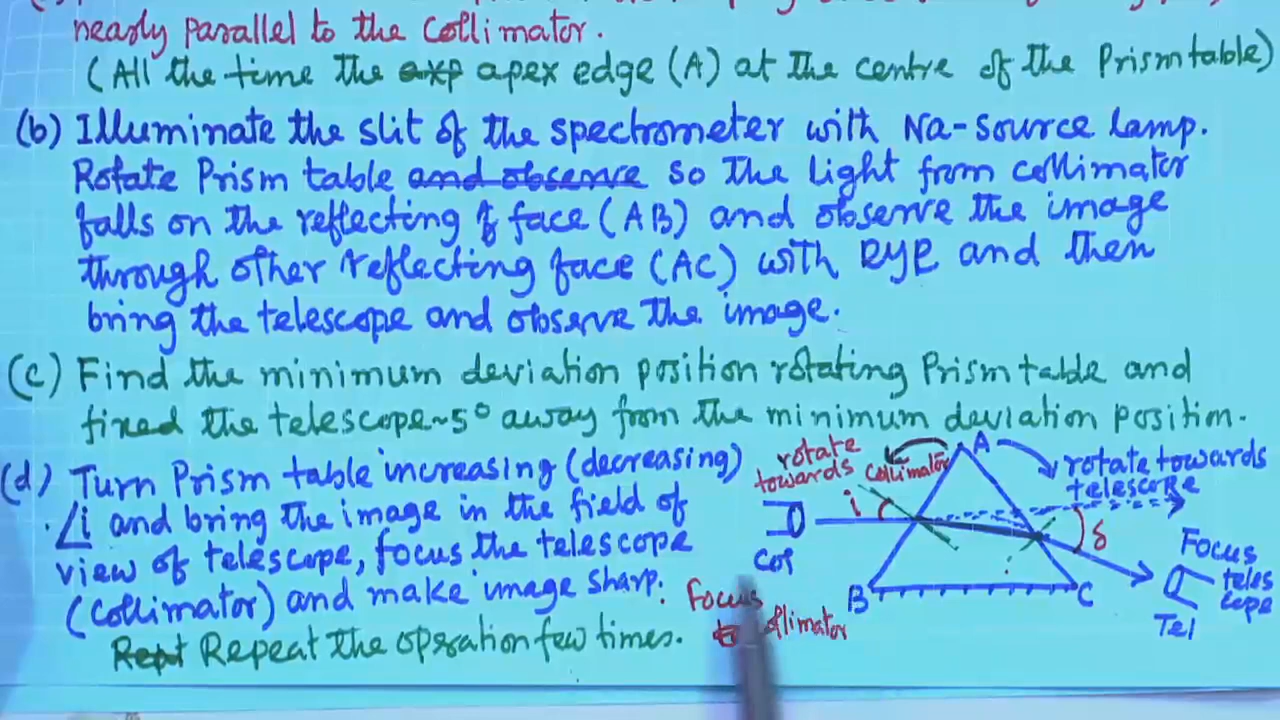 nearly parallel to the Collimator.
(All the time the axp apex edge (A) at the centre of the Prism table)
(b) Illuminate the slit of the spectrometer with Na-source lamp.
Rotate Prism table and observe so the light from collimator
falls on the reflecting f face (AB) and observe the image
through other reflecting face (AC) with eye and then
bring the telescope and observe the image.
(c) Find the minimum deviation position rotating Prism table and
fixed the telescope ~5° away from the minimum deviation position.
(d) Turn Prism table increasing (decreasing)
∠i and bring the image in the field of
view of telescope, focus the telescope
(collimator) and make image sharp.
Rept Repeat the operation few times.
rotate
towards collimator
A
rotate towards
telescope
i
δ
Col
B
C
Focus
telescope
Tel
Focus